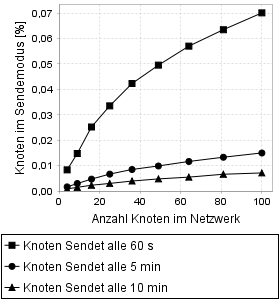 0,07
0,06
0,05
0,04
0,03
0,02
0,01
0,00
Knoten im Sendemodus [%]
0 20 40 60 80 100
Anzahl Knoten im Netzwerk
Knoten Sendet alle 60 s
Knoten Sendet alle 5 min
Knoten Sendet alle 10 min